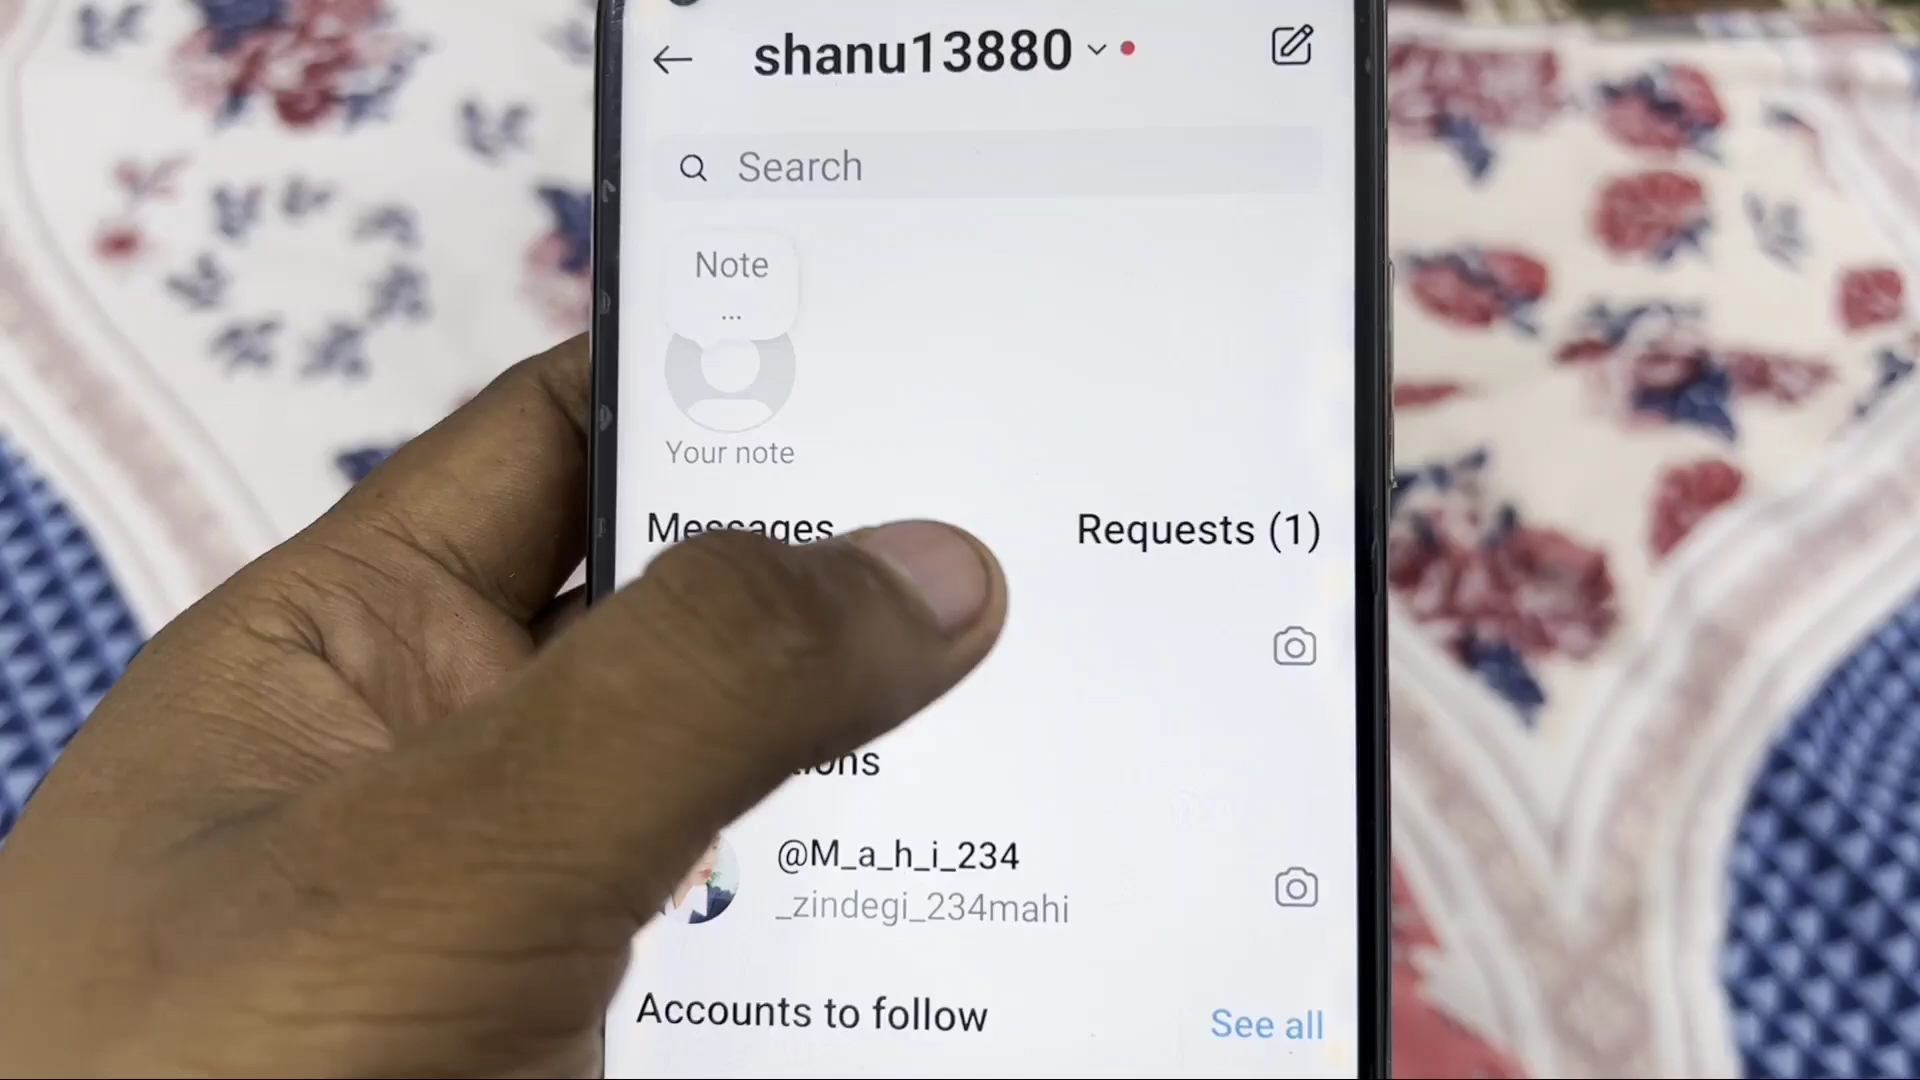 shanu13880
Search
Note
...
Your note
Messages Requests (1)
@M_a_h_i_234
_zindegi_234mahi
Accounts to follow See all